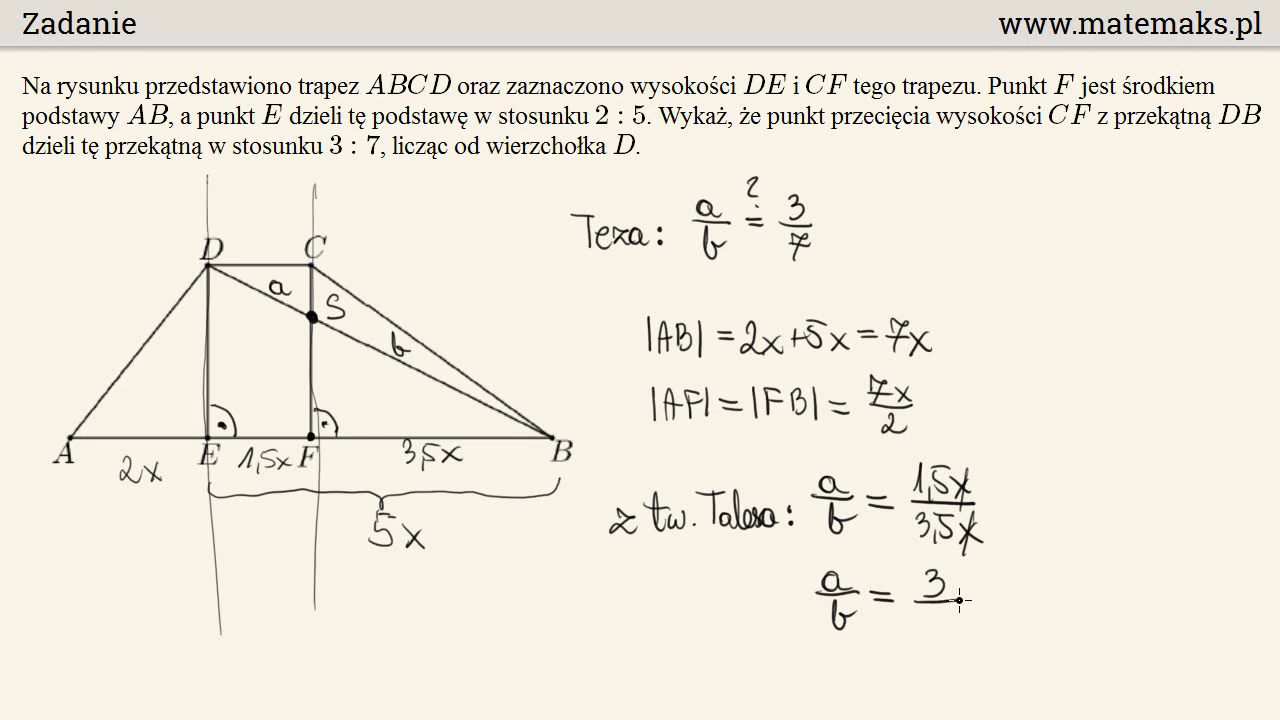 Zadanie
www.matemaks.pl
Na rysunku przedstawiono trapez ABCD oraz zaznaczono wysokości DE i CF tego trapezu. Punkt F jest środkiem
podstawy AB, a punkt E dzieli tę podstawę w stosunku 2 : 5. Wykaż, że punkt przecięcia wysokości CF z przekątną DB
dzieli tę przekątną w stosunku 3 : 7, licząc od wierzchołka D.
D C
a S
b
A E F B
2x 1,5x 3,5x
5x
Teza: a/b ?= 3/7
|AB| = 2x+5x = 7x
|AF| = |FB| = 7x/2
z tw. Talesa: a/b = 1,5x/3,5x
a/b = 3